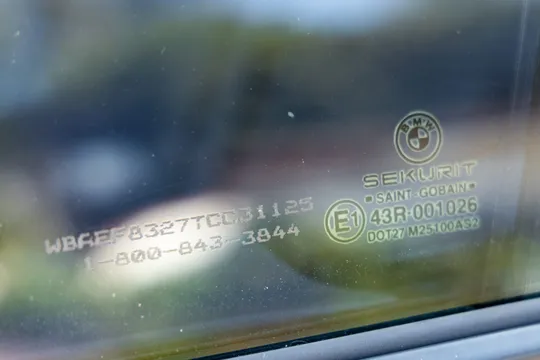 WBAEF8327TCC31125
1-800-843-3844
BMW
SEKURIT
SAINT-GOBAIN
E1
43R-001026
DOT27 M25100AS2